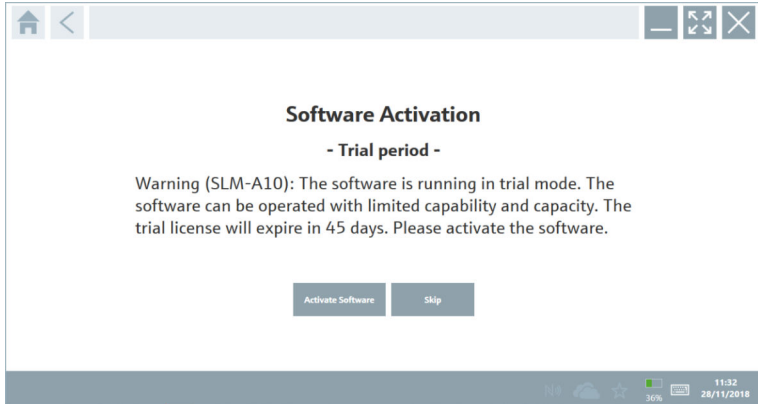 Software Activation
- Trial period -
Warning (SLM-A10): The software is running in trial mode. The
software can be operated with limited capability and capacity. The
trial license will expire in 45 days. Please activate the software.
Activate Software
Skip
36%
11:32
28/11/2018